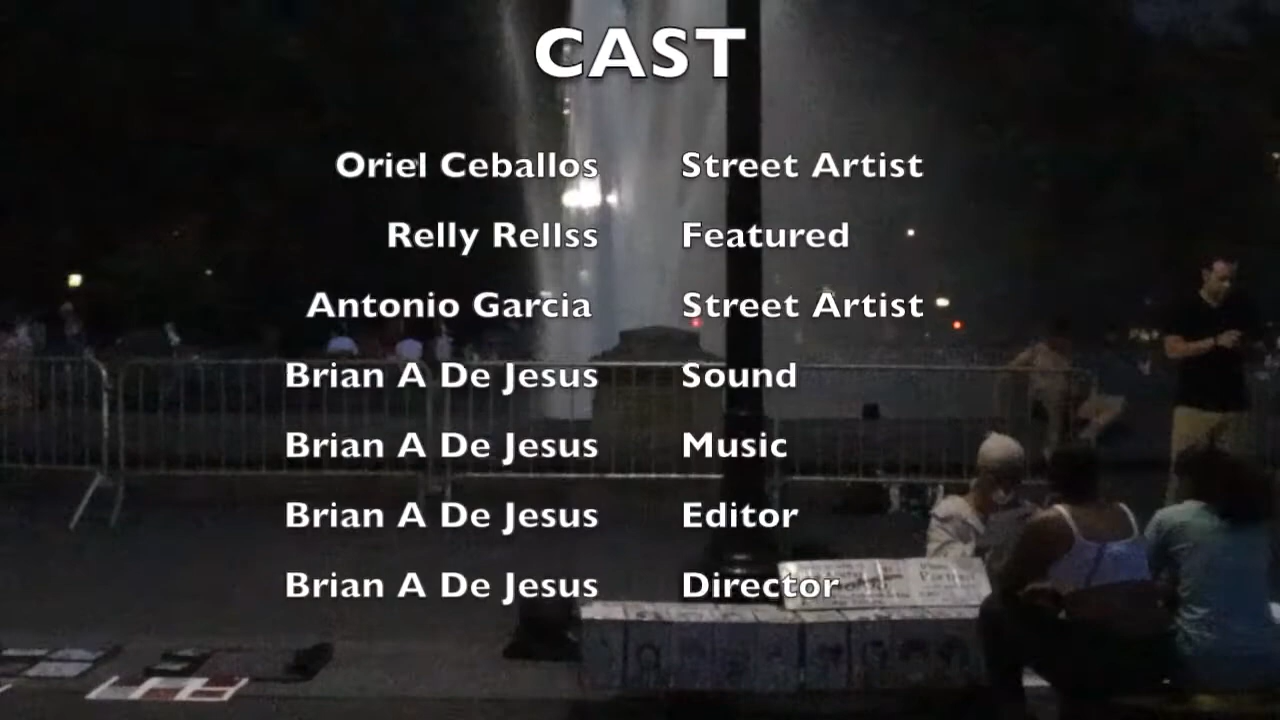 CAST
Oriel Ceballos Street Artist
Relly Rellss Featured
Antonio Garcia Street Artist
Brian A De Jesus Sound
Brian A De Jesus Music
Brian A De Jesus Editor
Brian A De Jesus Director